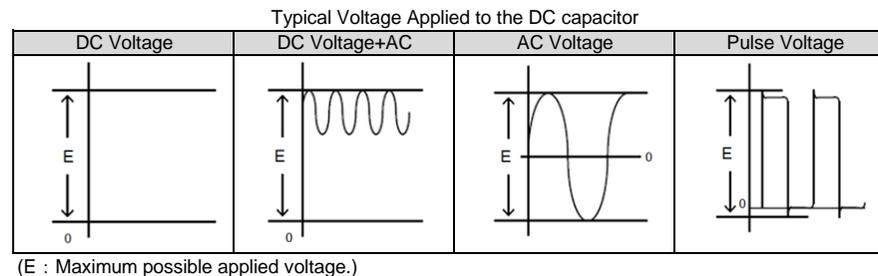 Typical Voltage Applied to the DC capacitor
DC Voltage DC Voltage+AC AC Voltage Pulse Voltage
E E E 0 E
0
0 0
(E：Maximum possible applied voltage.)